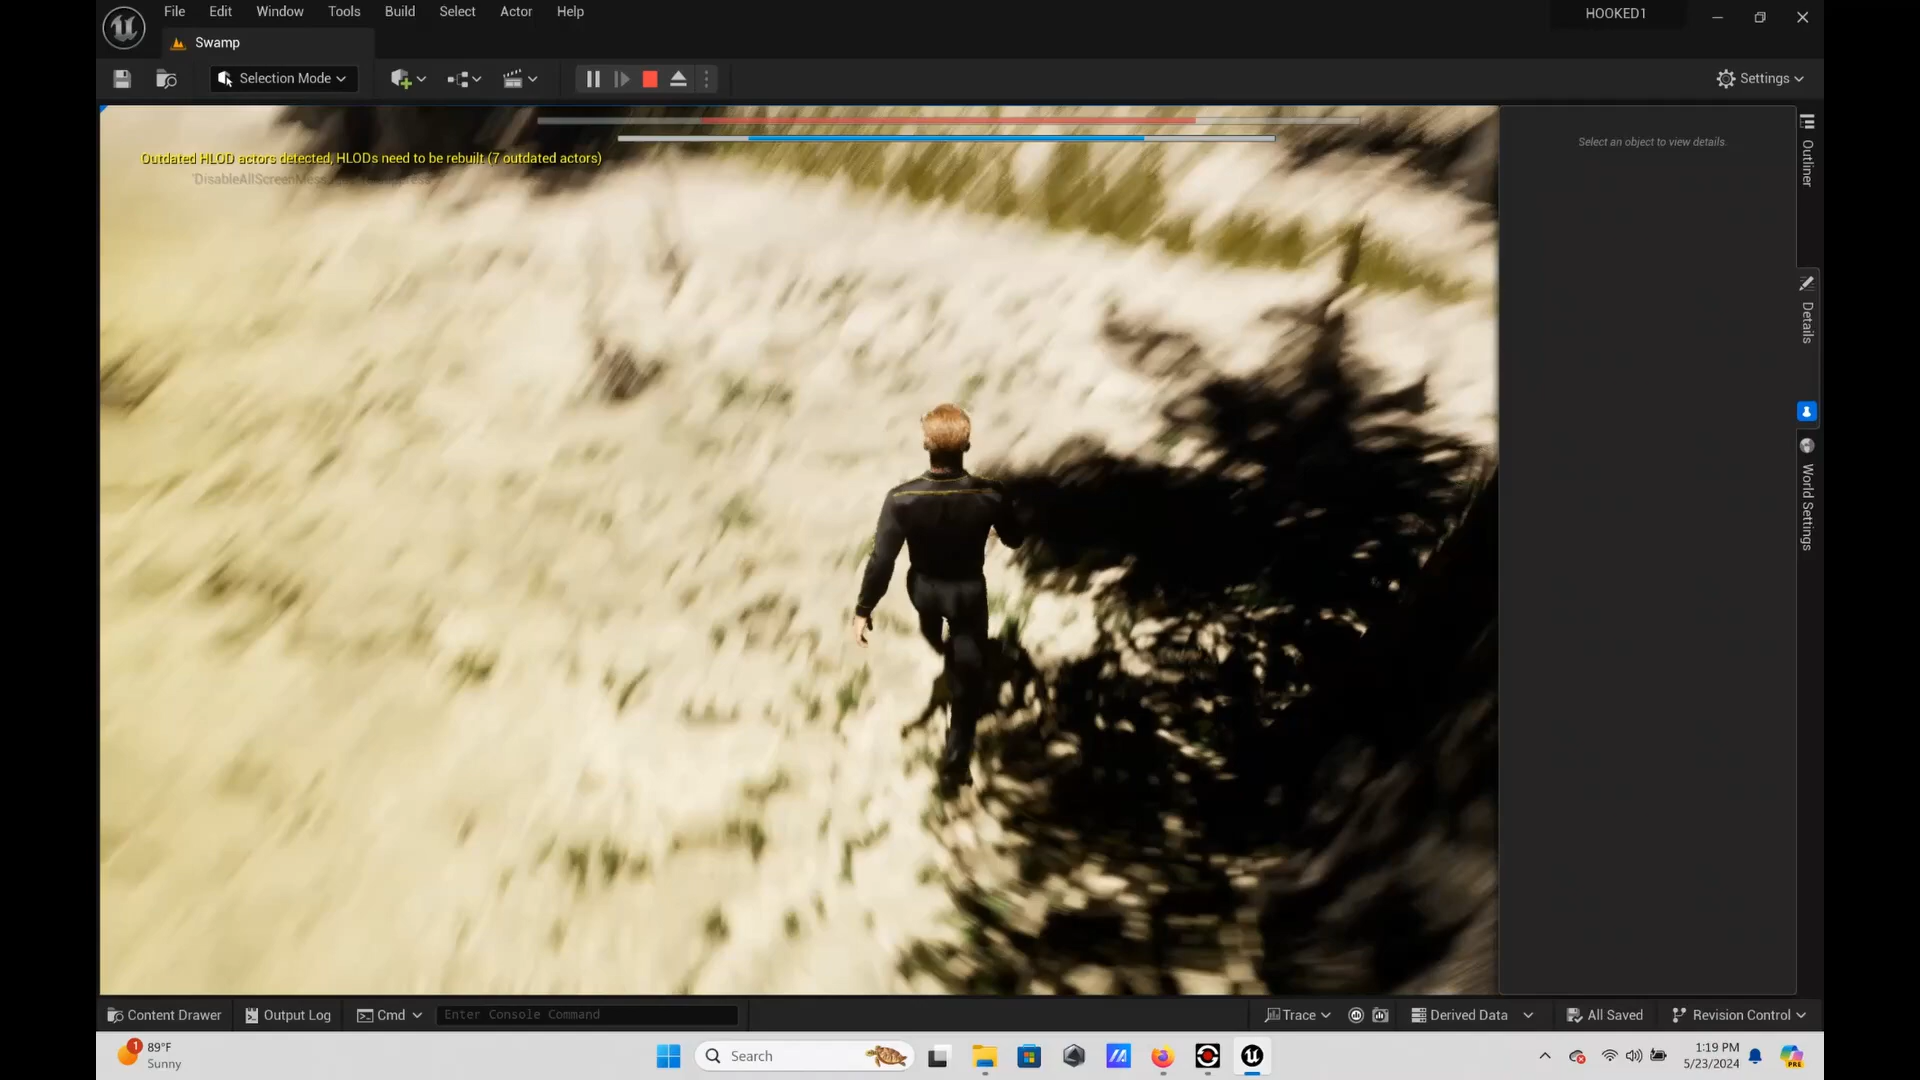 File Edit Window Tools Build Select Actor Help
HOOKED1
Swamp
Selection Mode
Settings
Outdated HLOD actors detected, HLODs need to be rebuilt (7 outdated actors)
Select an object to view details.
Outliner
Details
World Settings
Content Drawer Output Log Cmd Enter Console Command Trace Derived Data All Saved Revision Control
1
89°F
Sunny
Search
1:19 PM
5/23/2024
PRE